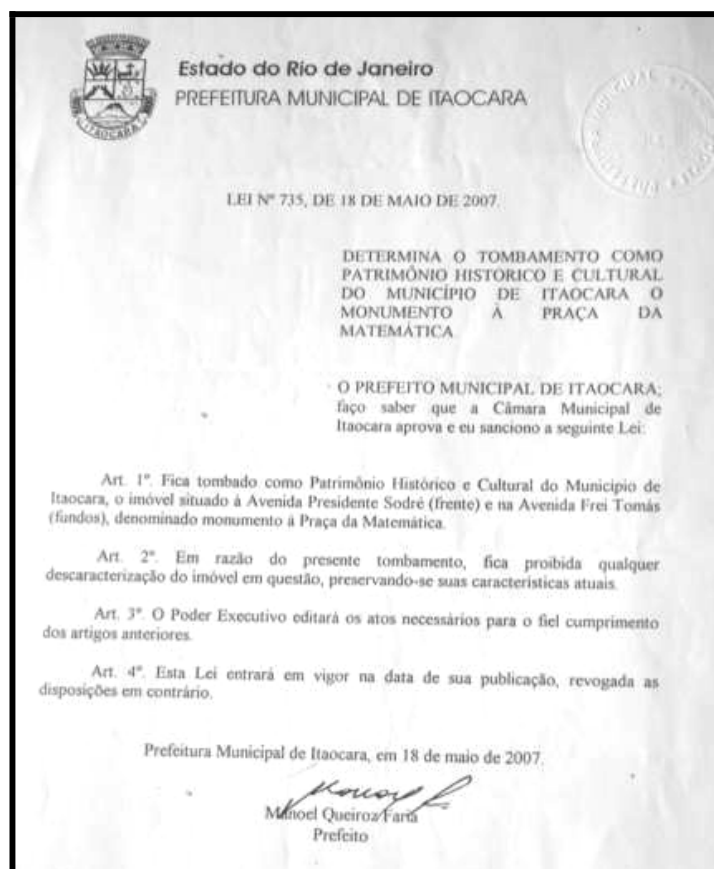 ITAOCARA
Estado do Rio de Janeiro
PREFEITURA MUNICIPAL DE ITAOCARA
LEI Nº 735, DE 18 DE MAIO DE 2007.
DETERMINA O TOMBAMENTO COMO
PATRIMÔNIO HISTORICO E CULTURAL
DO MUNICÍPIO DE ITAOCARA O
MONUMENTO À PRAÇA DA
MATEMÁTICA
O PREFEITO MUNICIPAL DE ITAOCARA;
faço saber que a Câmara Municipal de
Itaocara aprova e eu sanciono a seguinte Lei:
Art. 1º. Fica tombado como Patrimônio Histórico e Cultural do Município de
Itaocara, o imóvel situado à Avenida Presidente Sodré (frente) e na Avenida Frei Tomás
(fundos), denominado monumento à Praça da Matemática.
Art. 2º. Em razão do presente tombamento, fica proibida qualquer
descaracterização do imóvel em questão, preservando-se suas características atuais.
Art. 3º. O Poder Executivo editará os atos necessários para o fiel cumprimento
dos artigos anteriores.
Art. 4º. Esta Lei entrará em vigor na data de sua publicação, revogada as
disposições em contrário.
Prefeitura Municipal de Itaocara, em 18 de maio de 2007.
Manoel Queiroz Faria
Prefeito